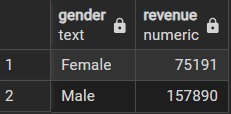 gender revenue
text numeric
1 Female 75191
2 Male 157890